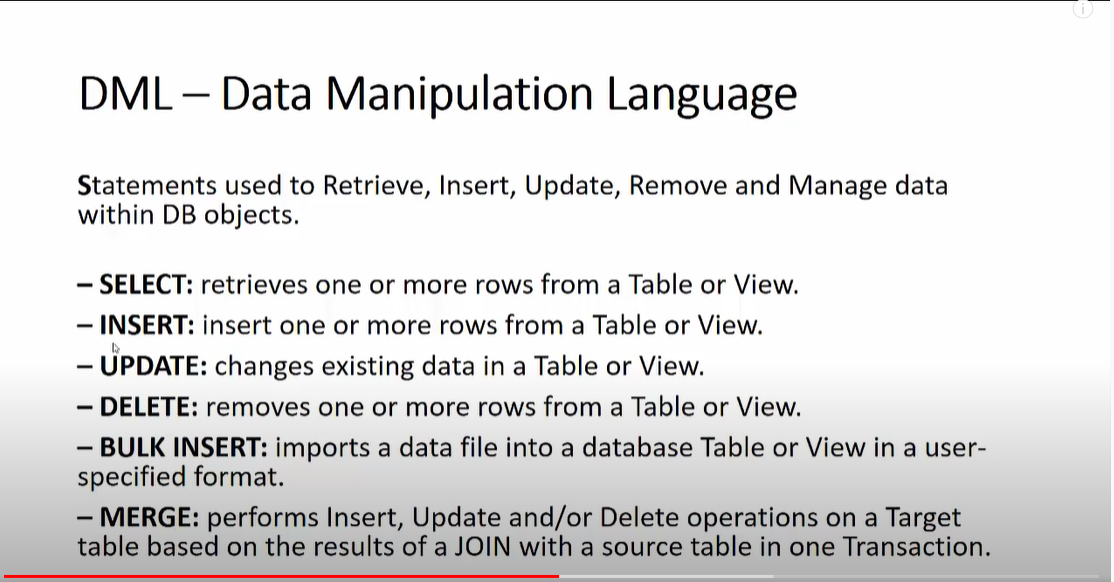 DML – Data Manipulation Language
Statements used to Retrieve, Insert, Update, Remove and Manage data
within DB objects.
– SELECT: retrieves one or more rows from a Table or View.
– INSERT: insert one or more rows from a Table or View.
– UPDATE: changes existing data in a Table or View.
– DELETE: removes one or more rows from a Table or View.
– BULK INSERT: imports a data file into a database Table or View in a user-
specified format.
– MERGE: performs Insert, Update and/or Delete operations on a Target
table based on the results of a JOIN with a source table in one Transaction.